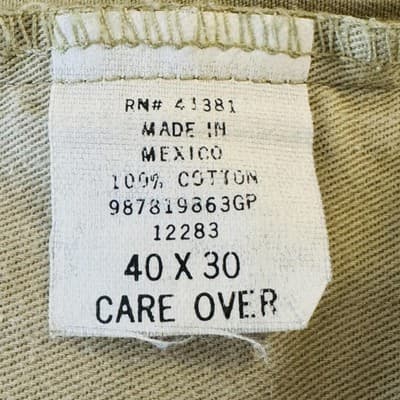 RN# 41381
MADE IN
MEXICO
100% COTTON
987819863GP
12283
40 X 30
CARE OVER